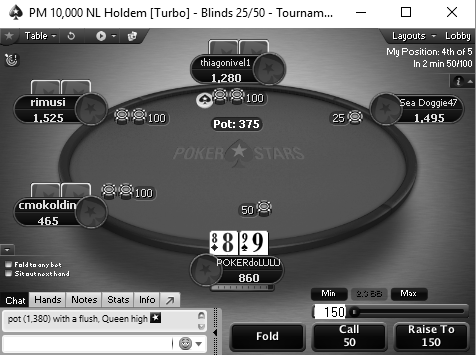 PM 10,000 NL Holdem [Turbo] - Blinds 25/50 - Tournam...
Table
Layouts
Lobby
My Position: 4th of 5
In 2 min 50/100
thiagonivel1
1,280
rimusi
1,525
100
100
Sea Doggie47
1,495
Pot: 375
25
POKER STARS
cmokoldin
465
100
50
8 8 9 9
POKERdoLULU
860
Fold to any bot
Sit out next hand
Min
2.3 BB
Max
Chat
Hands
Notes
Stats
Info
150
pot (1,380) with a flush, Queen high
Fold
Call
50
Raise To
150